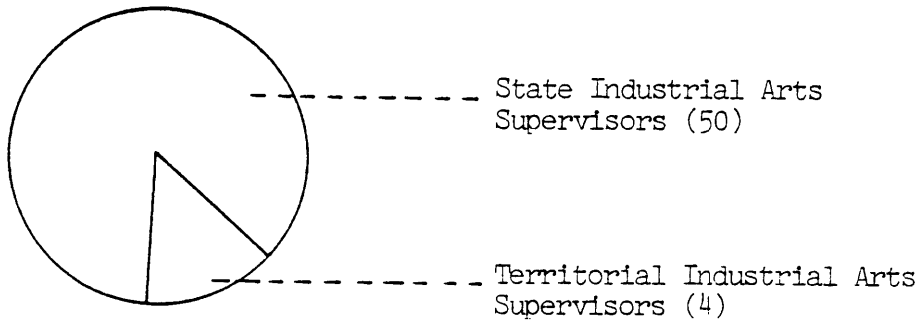 State Industrial Arts
Supervisors (50)
Territorial Industrial Arts
Supervisors (4)